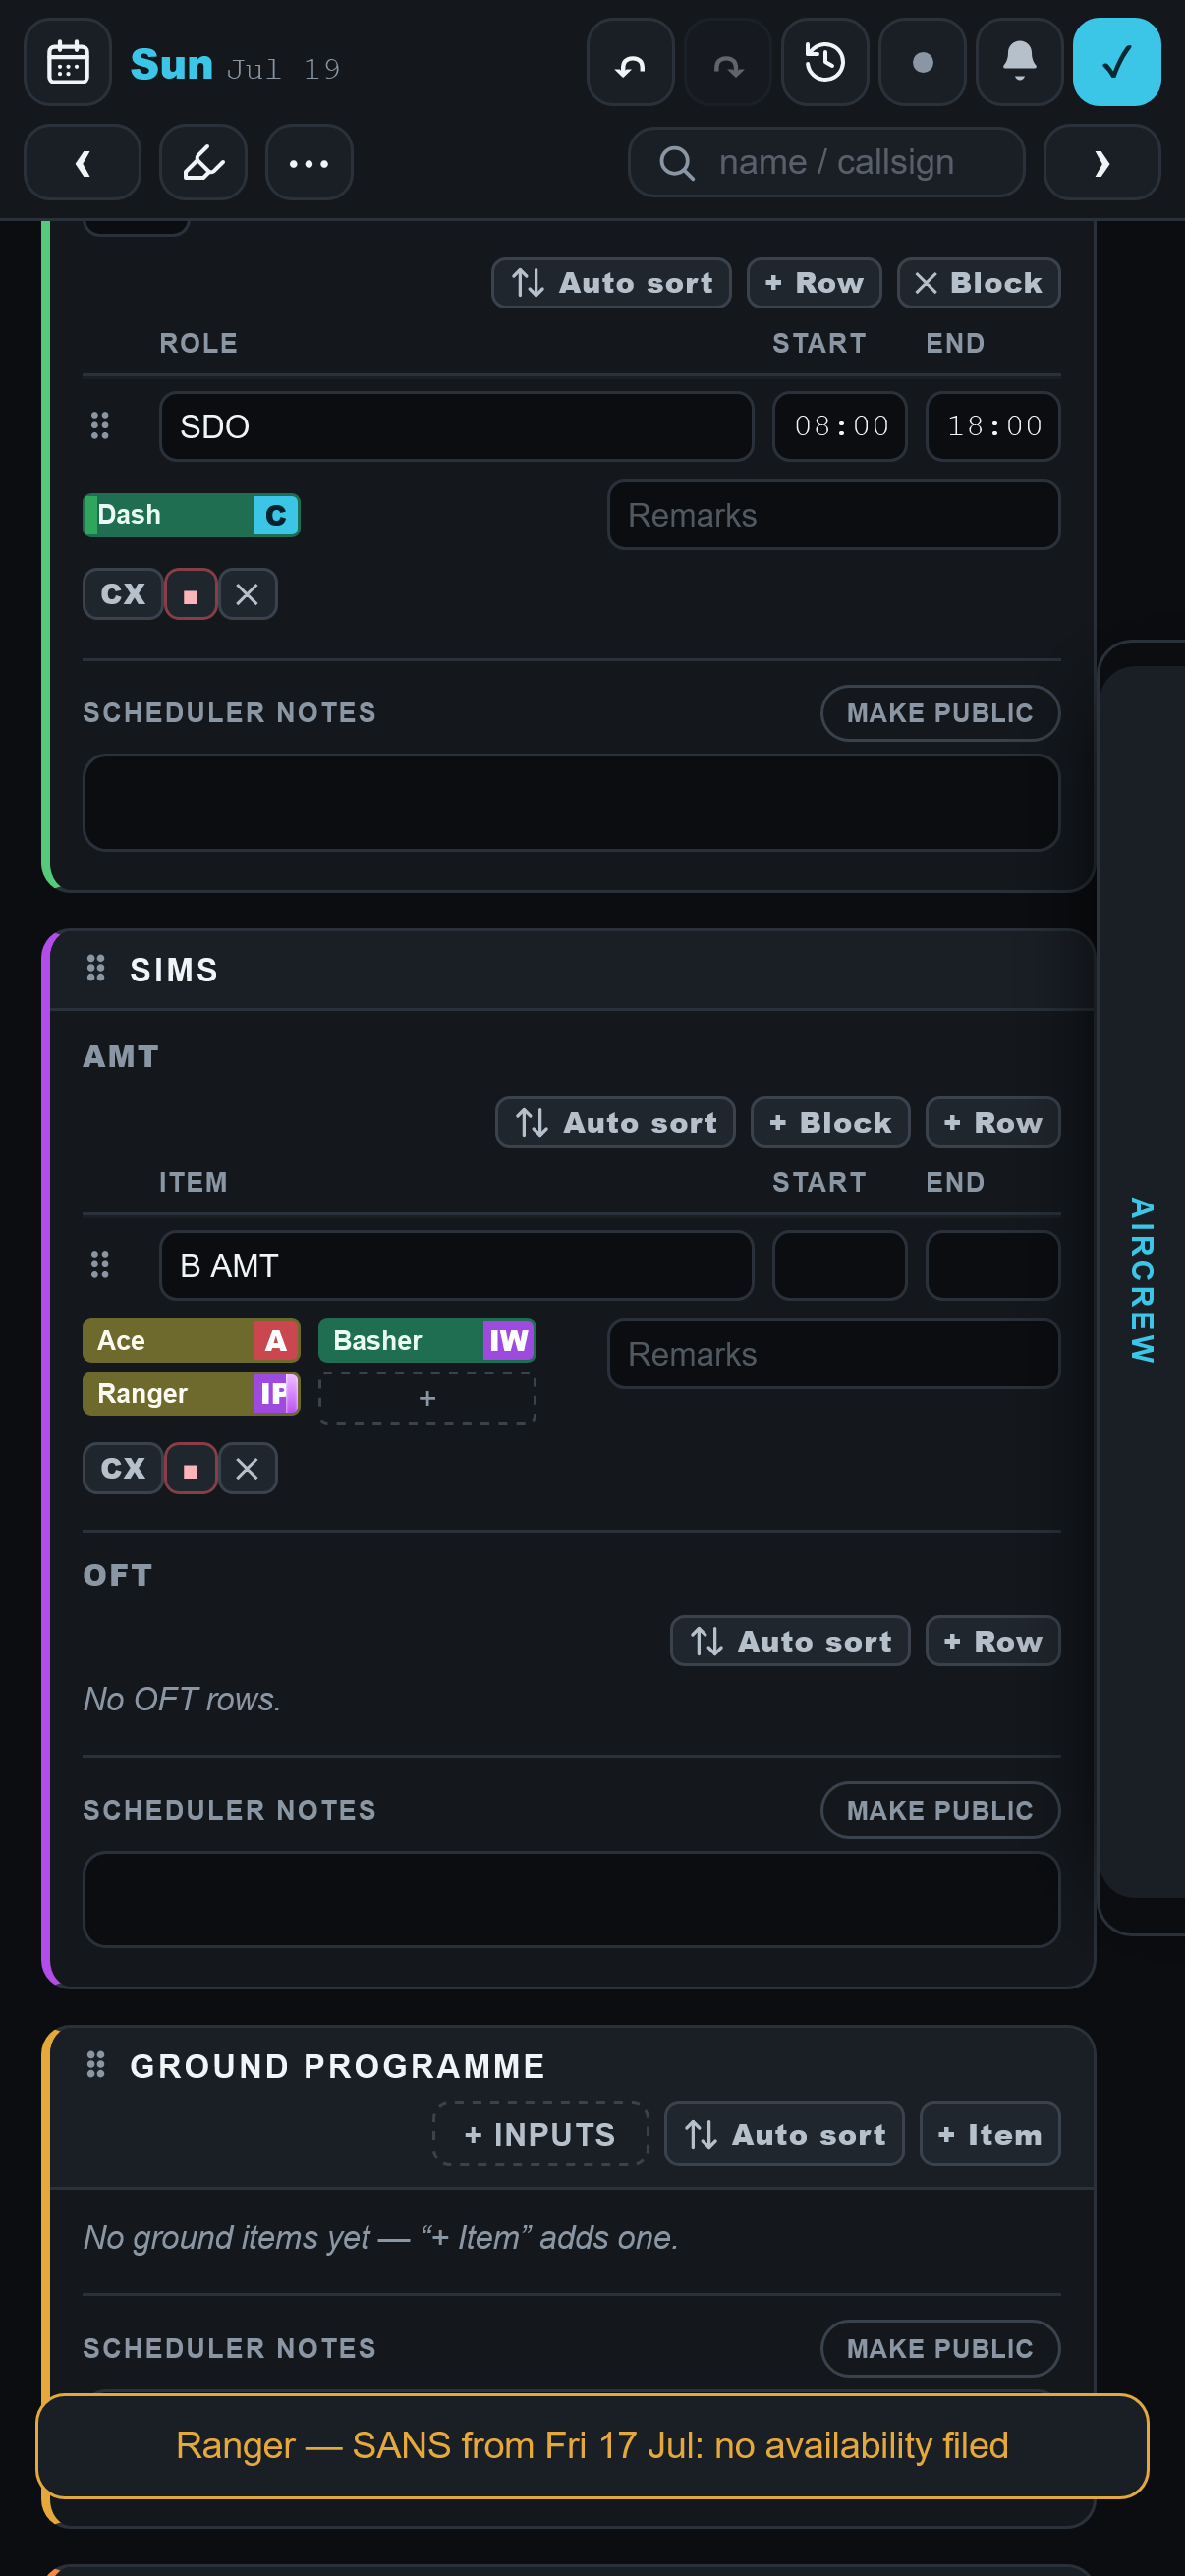 Sun Jul 19
name / callsign
Auto sort + Row × Block
ROLE START END
SDO 08:00 18:00
Dash C Remarks
CX
SCHEDULER NOTES MAKE PUBLIC
SIMS
AMT
Auto sort + Block + Row
ITEM START END
B AMT
Ace A Basher IW Remarks
Ranger IP +
CX
OFT
Auto sort + Row
No OFT rows.
SCHEDULER NOTES MAKE PUBLIC
AIRCREW
GROUND PROGRAMME
+ INPUTS Auto sort + Item
No ground items yet — “+ Item” adds one.
SCHEDULER NOTES MAKE PUBLIC
Ranger — SANS from Fri 17 Jul: no availability filed